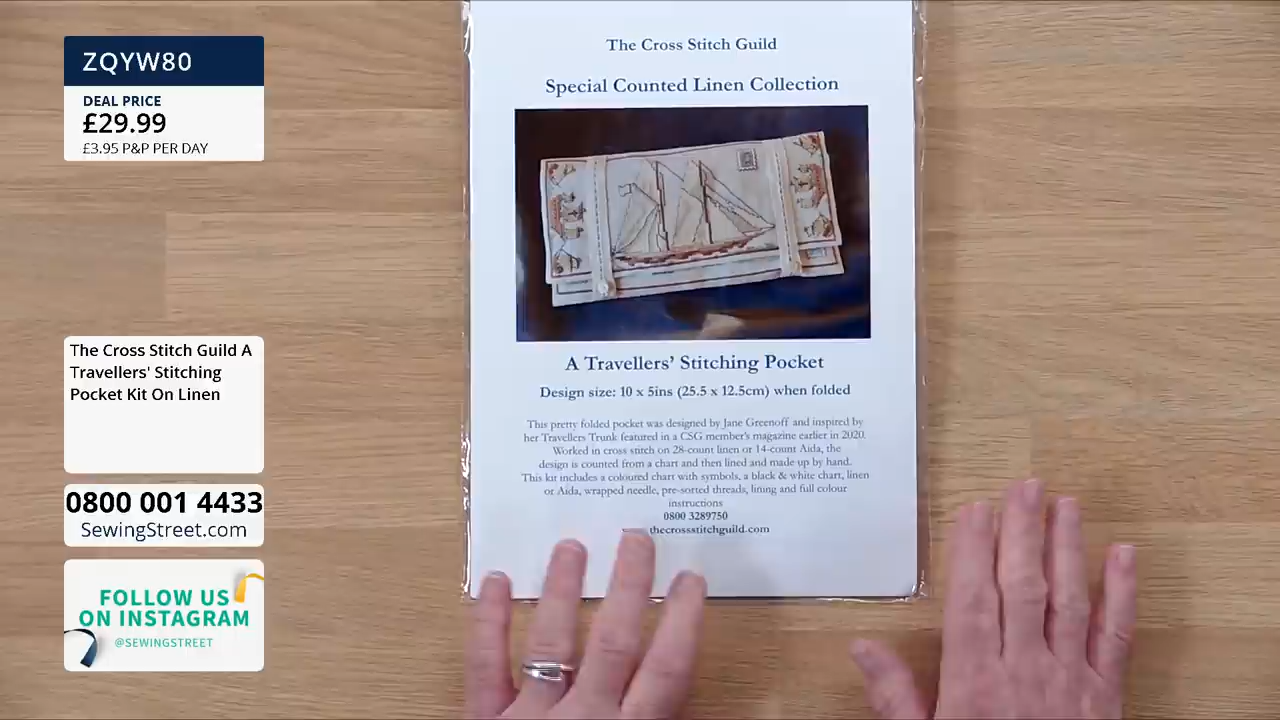 ZQYW80
DEAL PRICE
£29.99
£3.95 P&P PER DAY
The Cross Stitch Guild A
Travellers' Stitching
Pocket Kit On Linen
0800 001 4433
SewingStreet.com
FOLLOW US
ON INSTAGRAM
@SEWINGSTREET
The Cross Stitch Guild
Special Counted Linen Collection
A Travellers’ Stitching Pocket
Design size: 10 x 5ins (25.5 x 12.5cm) when folded
This pretty folded pocket was designed by Jane Greenoff and inspired by
her Travellers Trunk featured in a CSG member's magazine earlier in 2020.
Worked in cross stitch on 28-count linen or 14-count Aida, the
design is counted from a chart and then lined and made up by hand.
This kit includes a coloured chart with symbols, a black & white chart, linen
or Aida, wrapped needle, pre-sorted threads, lining and full colour
instructions
0800 3289750
thecrossstitchguild.com